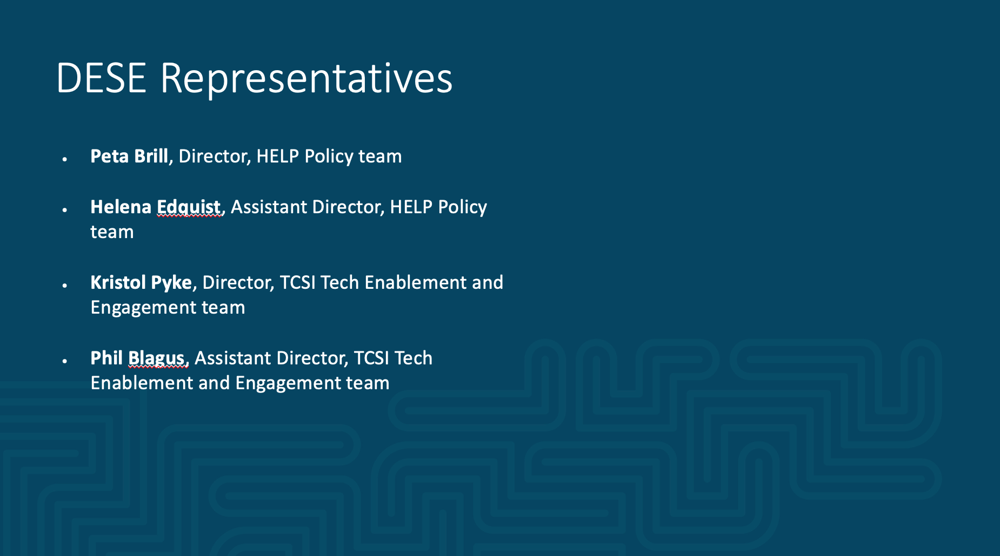 DESE Representatives
• Peta Brill, Director, HELP Policy team
• Helena Edquist, Assistant Director, HELP Policy
team
• Kristol Pyke, Director, TCSI Tech Enablement and
Engagement team
• Phil Blagus, Assistant Director, TCSI Tech
Enablement and Engagement team